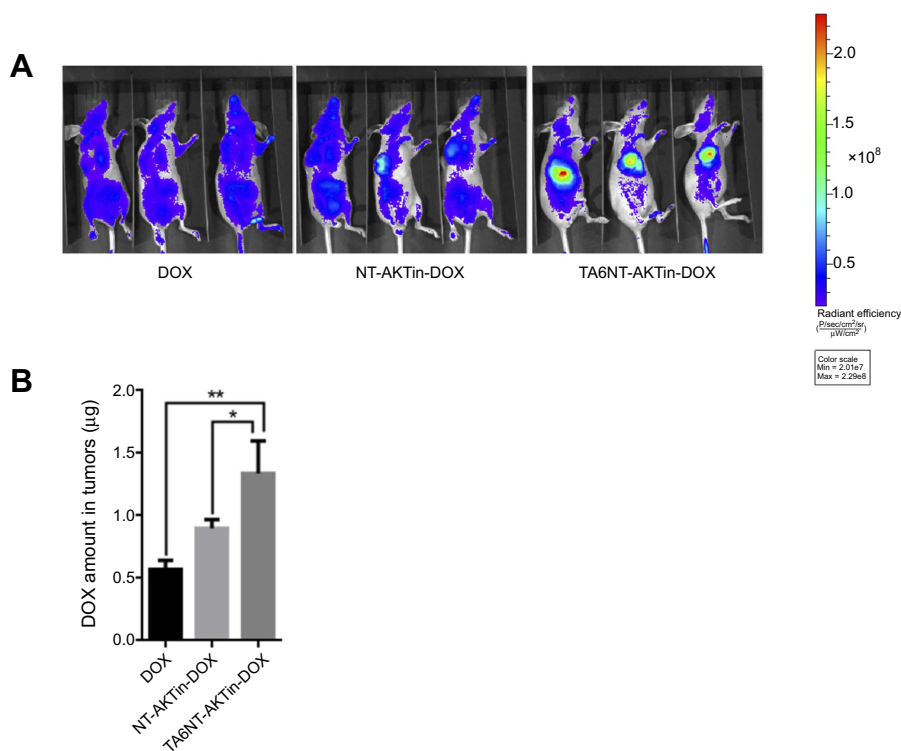 A
DOX
NT-AKTin-DOX
TA6NT-AKTin-DOX
2.0
1.5
×10⁸
1.0
0.5
Radiant efficiency
(P/sec/cm²/sr
µW/cm²)
Color scale
Min = 2.01e7
Max = 2.29e8
B
DOX amount in tumors (µg)
2.0
1.5
1.0
0.5
0.0
**
*
DOX
NT-AKTin-DOX
TA6NT-AKTin-DOX